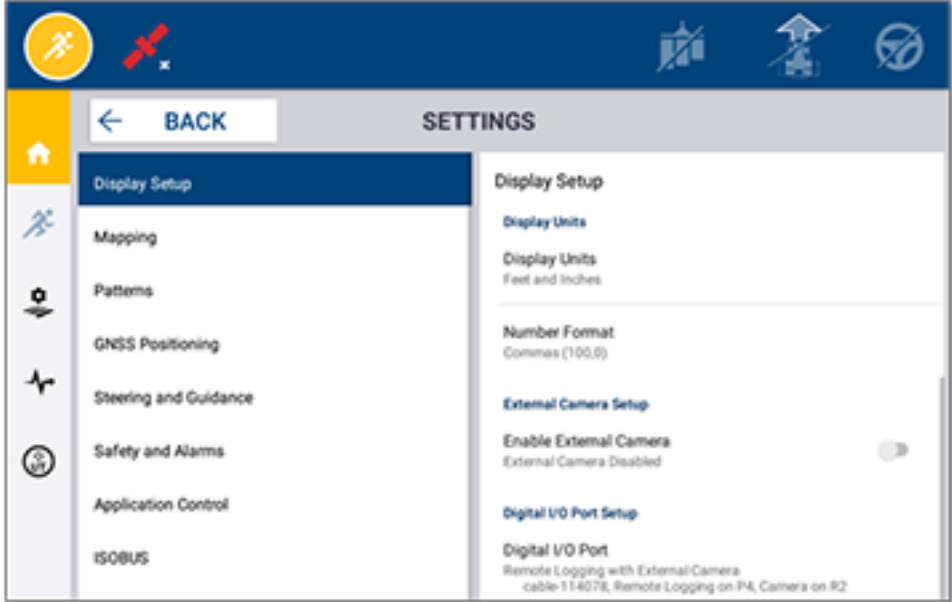 BACK
SETTINGS
Display Setup
Mapping
Patterns
GNSS Positioning
Steering and Guidance
Safety and Alarms
Application Control
ISOBUS
Display Setup
Display Units
Display Units
Feet and Inches
Number Format
Commas (100,0)
External Camera Setup
Enable External Camera
External Camera Disabled
Digital I/O Port Setup
Digital I/O Port
Remote Logging with External Camera
cable-114078, Remote Logging on P4, Camera on R2